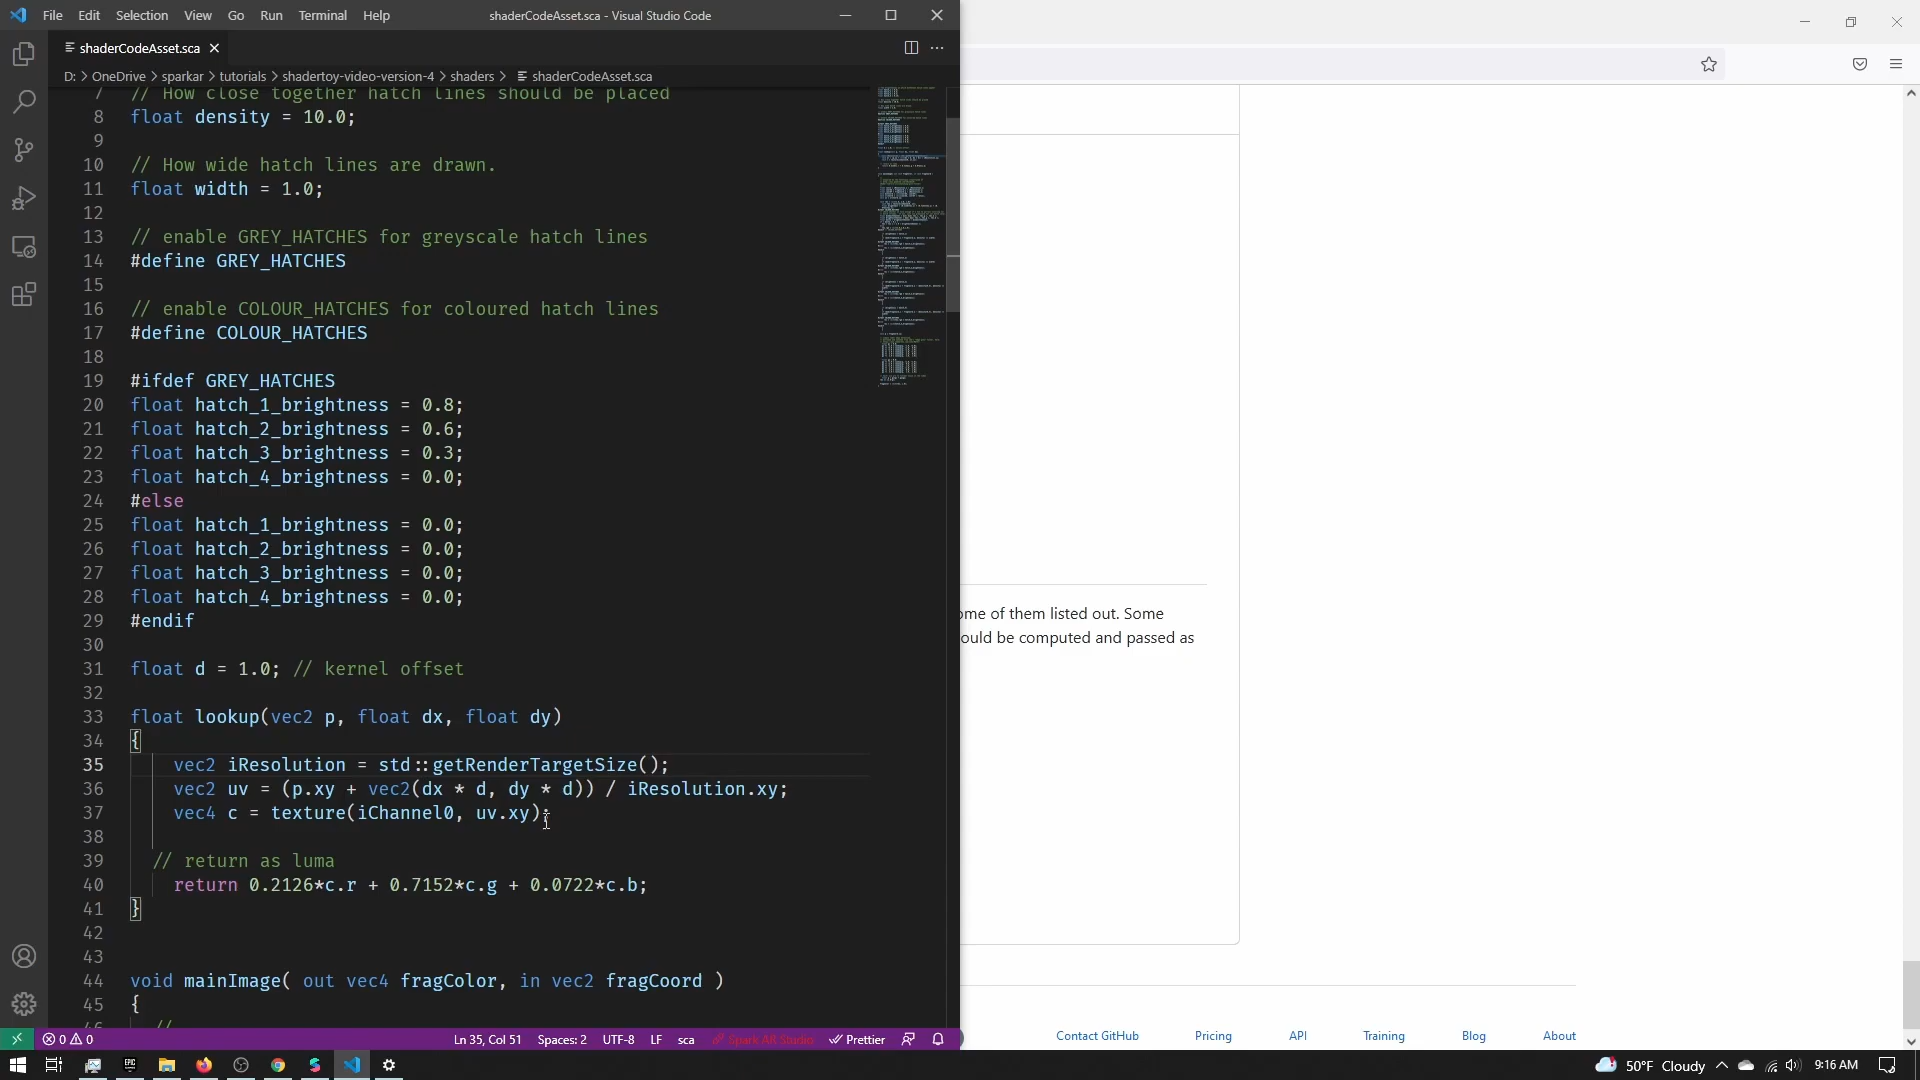 File Edit Selection View Go Run Terminal Help shaderCodeAsset.sca - Visual Studio Code
shaderCodeAsset.sca
D: > OneDrive > sparkar > tutorials > shadertoy-video-version-4 > shaders > shaderCodeAsset.sca
7 // How close together hatch lines should be placed
8 float density = 10.0;
9
10 // How wide hatch lines are drawn.
11 float width = 1.0;
12
13 // enable GREY_HATCHES for greyscale hatch lines
14 #define GREY_HATCHES
15
16 // enable COLOUR_HATCHES for coloured hatch lines
17 #define COLOUR_HATCHES
18
19 #ifdef GREY_HATCHES
20 float hatch_1_brightness = 0.8;
21 float hatch_2_brightness = 0.6;
22 float hatch_3_brightness = 0.3;
23 float hatch_4_brightness = 0.0;
24 #else
25 float hatch_1_brightness = 0.0;
26 float hatch_2_brightness = 0.0;
27 float hatch_3_brightness = 0.0;
28 float hatch_4_brightness = 0.0;
29 #endif
30
31 float d = 1.0; // kernel offset
32
33 float lookup(vec2 p, float dx, float dy)
34 {
35 vec2 iResolution = std::getRenderTargetSize();
36 vec2 uv = (p.xy + vec2(dx * d, dy * d)) / iResolution.xy;
37 vec4 c = texture(iChannel0, uv.xy);
38
39 // return as luma
40 return 0.2126*c.r + 0.7152*c.g + 0.0722*c.b;
41 }
42
43
44 void mainImage( out vec4 fragColor, in vec2 fragCoord )
45 {
46 //
ome of them listed out. Some
ould be computed and passed as
Contact GitHub Pricing API Training Blog About
0 0 Ln 35, Col 51 Spaces: 2 UTF-8 LF sca Spark AR Studio Prettier
50°F Cloudy 9:16 AM